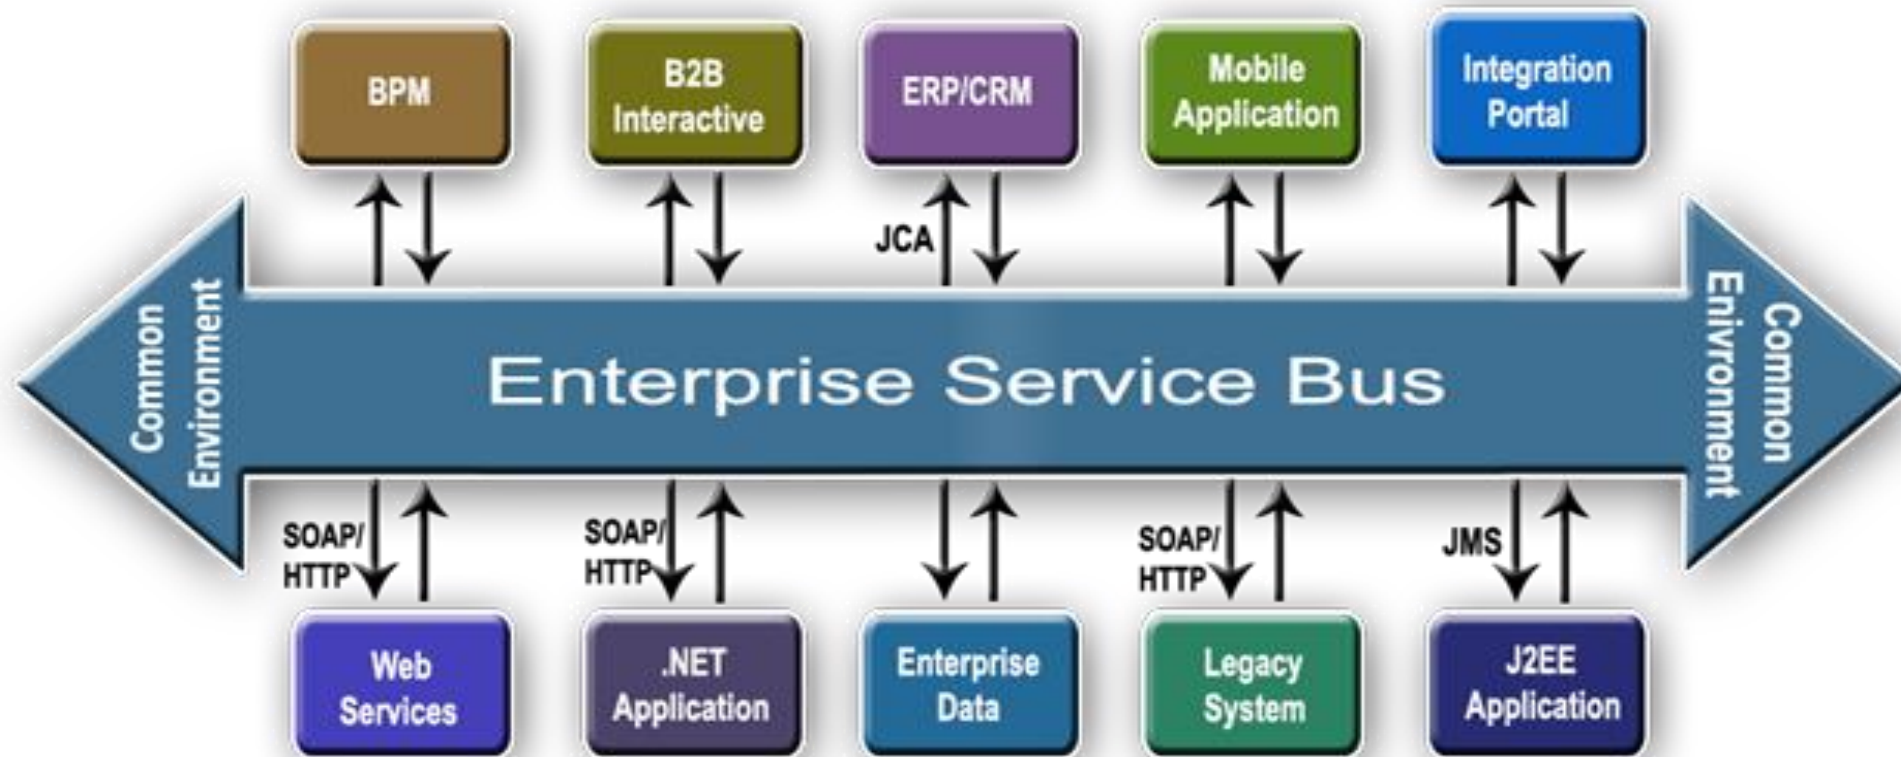 BPM
B2B
Interactive
ERP/CRM
Mobile
Application
Integration
Portal
JCA
Common
Environment
Enterprise Service Bus
Common
Enivronment
SOAP/
HTTP
SOAP/
HTTP
SOAP/
HTTP
JMS
Web
Services
.NET
Application
Enterprise
Data
Legacy
System
J2EE
Application